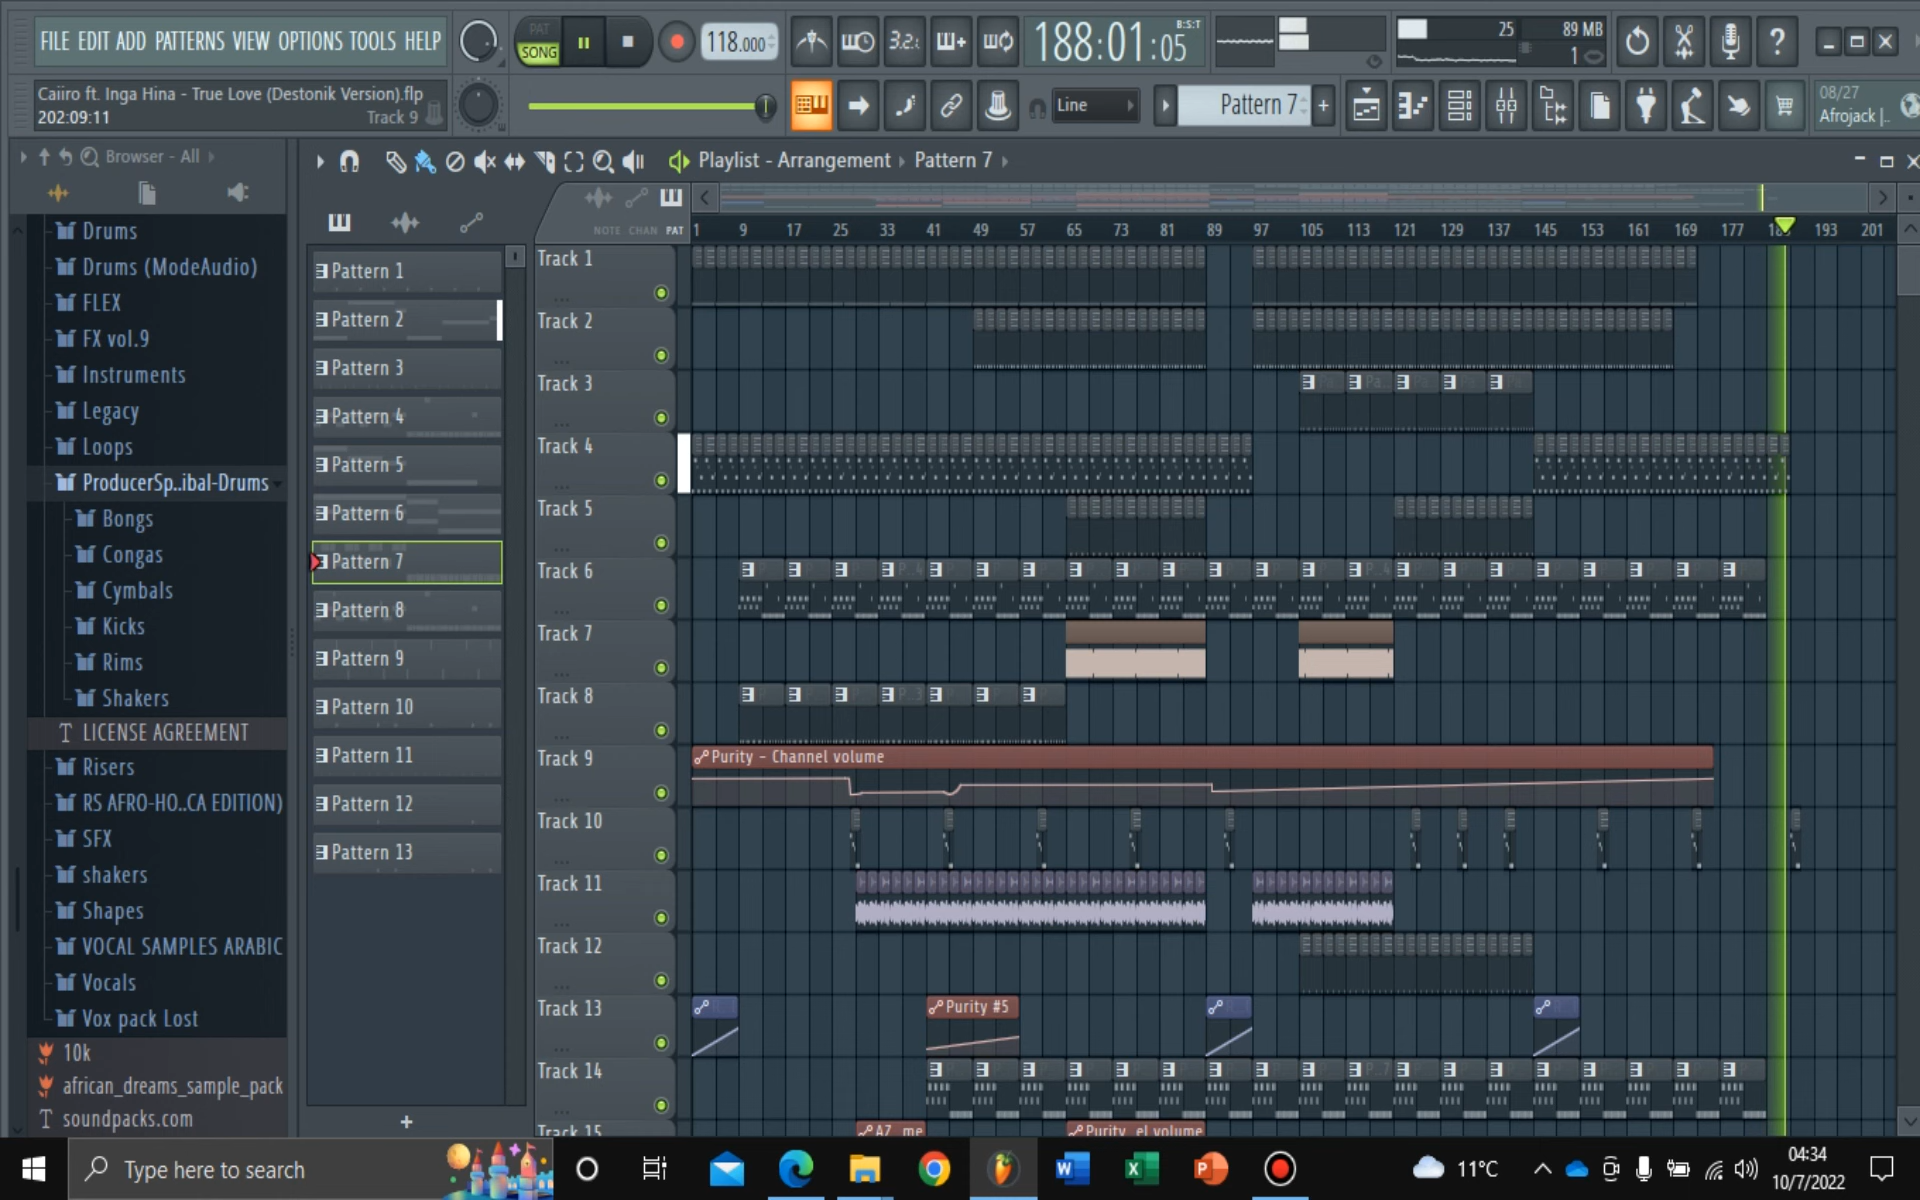 FILE EDIT ADD PATTERNS VIEW OPTIONS TOOLS HELP
PAT
SONG
118.000
3.2.:
188:01:05
B:S:T
25
89 MB
1
Caiiro ft. Inga Hina - True Love (Destonik Version).flp
202:09:11
Track 9
Line
Pattern 7
08/27
Afrojack |..
Browser - All
Playlist - Arrangement › Pattern 7
NOTE CHAN PAT
1 9 17 25 33 41 49 57 65 73 81 89 97 105 113 121 129 137 145 153 161 169 177 193 201
Drums
Drums (ModeAudio)
FLEX
FX vol.9
Instruments
Legacy
Loops
ProducerSp..ibal-Drums
Bongs
Congas
Cymbals
Kicks
Rims
Shakers
LICENSE AGREEMENT
Risers
RS AFRO-HO..CA EDITION)
SFX
shakers
Shapes
VOCAL SAMPLES ARABIC
Vocals
Vox pack Lost
10k
african_dreams_sample_pack
soundpacks.com
Pattern 1
Pattern 2
Pattern 3
Pattern 4
Pattern 5
Pattern 6
Pattern 7
Pattern 8
Pattern 9
Pattern 10
Pattern 11
Pattern 12
Pattern 13
+
Track 1
Track 2
Track 3
Track 4
Track 5
Track 6
Track 7
Track 8
Track 9
Purity - Channel volume
Track 10
Track 11
Track 12
Track 13
Purity #5
Track 14
Track 15
A7_me
Purity_el volume
Type here to search
11°C
04:34
10/7/2022